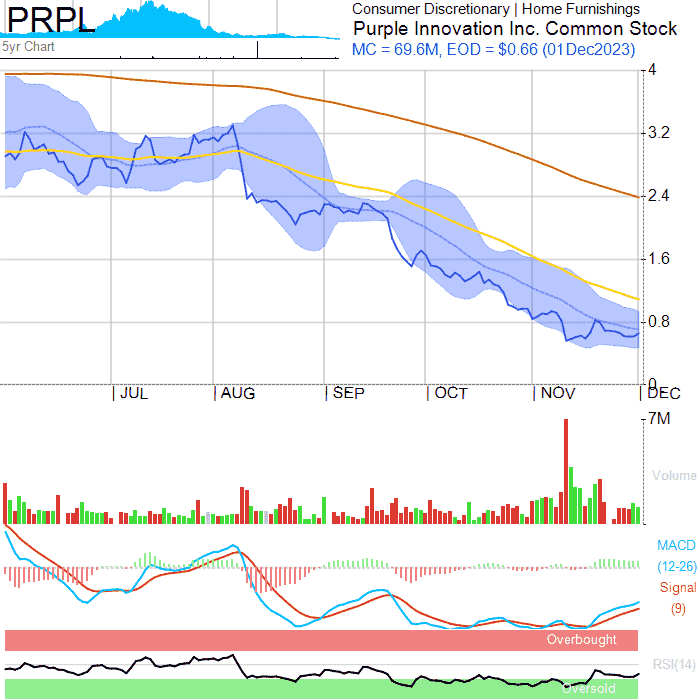 PRPL
Consumer Discretionary | Home Furnishings
Purple Innovation Inc. Common Stock
MC = 69.6M, EOD = $0.66 (01Dec2023)
5yr Chart
4
3.2
2.4
1.6
0.8
0
JUL AUG SEP OCT NOV DEC
7M
Volume
MACD
(12-26)
Signal
(9)
Overbought
RSI(14)
Oversold